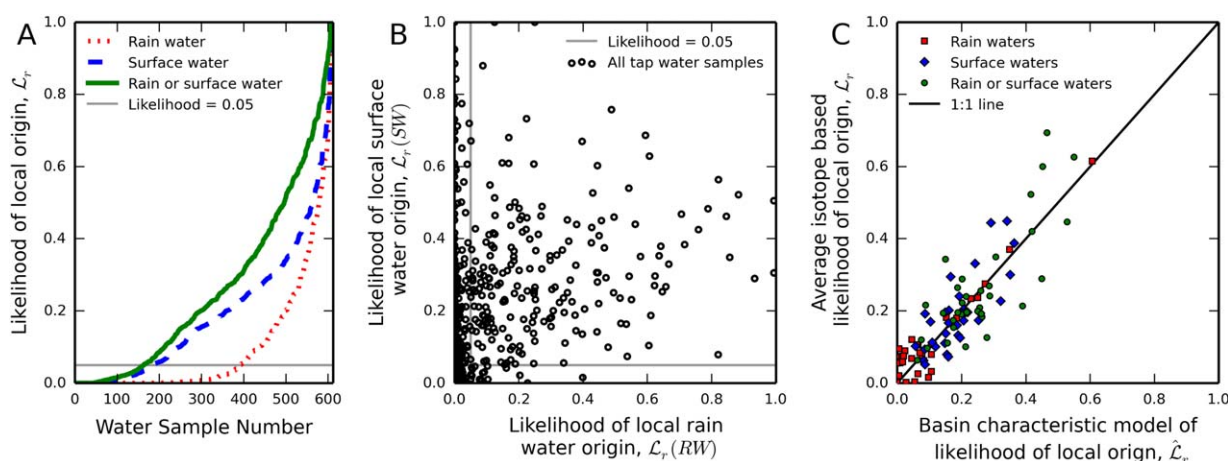 A
Likelihood of local origin, ℒr
1.0
0.8
0.6
0.4
0.2
0.0
Rain water
Surface water
Rain or surface water
Likelihood = 0.05
0 100 200 300 400 500 600
Water Sample Number
B
Likelihood of local surface
water origin, ℒr(SW)
1.0
0.8
0.6
0.4
0.2
0.0
Likelihood = 0.05
All tap water samples
0.0 0.2 0.4 0.6 0.8 1.0
Likelihood of local rain
water origin, ℒr(RW)
C
Average isotope based
likelihood of local orign, ℒr
1.0
0.8
0.6
0.4
0.2
0.0
Rain waters
Surface waters
Rain or surface waters
1:1 line
0.0 0.2 0.4 0.6 0.8 1.0
Basin characteristic model of
likelihood of local orign, ℒ̂r